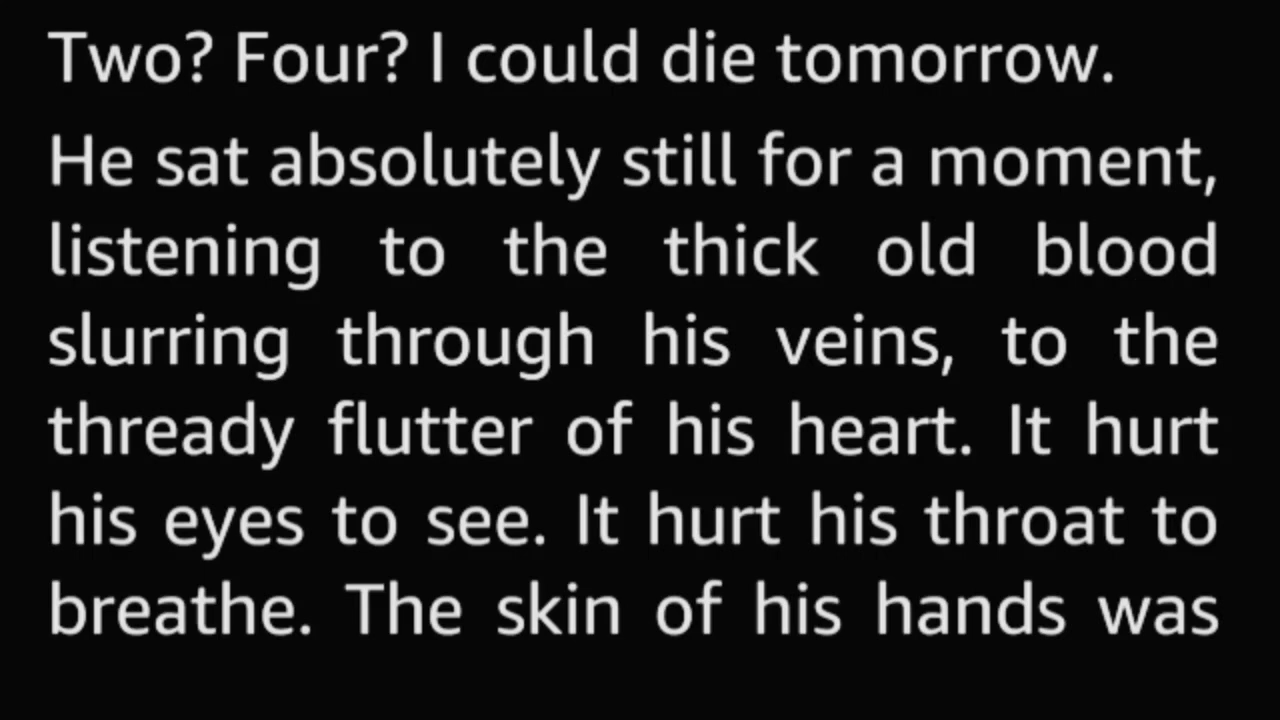 Two? Four? I could die tomorrow.
He sat absolutely still for a moment,
listening to the thick old blood
slurring through his veins, to the
thready flutter of his heart. It hurt
his eyes to see. It hurt his throat to
breathe. The skin of his hands was